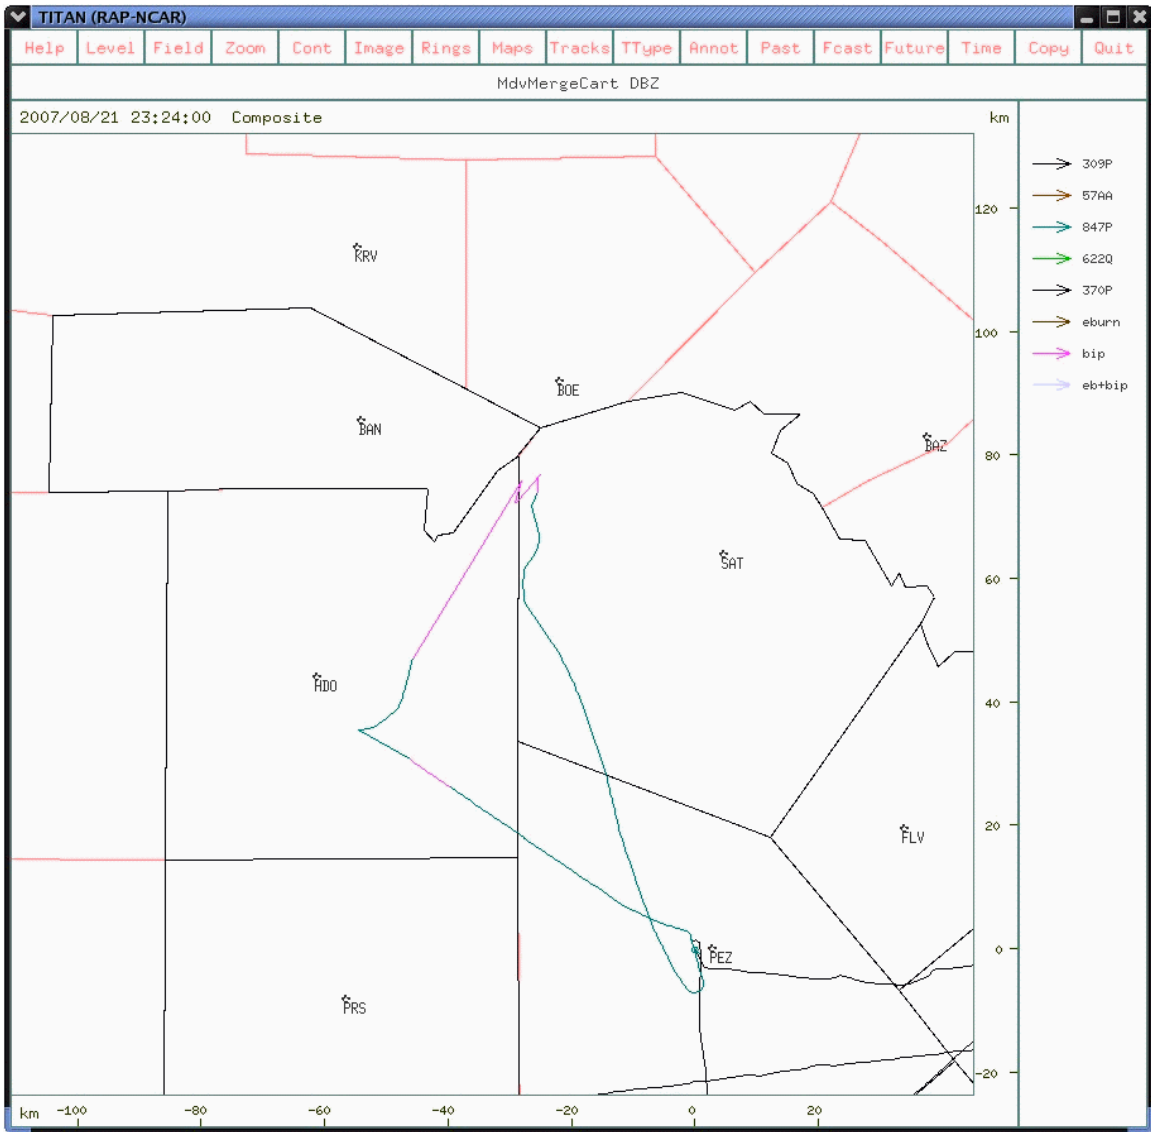 TITAN (RAP-NCAR)
Help Level Field Zoom Cont Image Rings Maps Tracks TType Annot Past Fcast Future Time Copy Quit
MdvMergeCart DBZ
2007/08/21 23:24:00 Composite km
309P
57AA
847P
622Q
370P
eburn
bip
eb+bip
120
100
80
60
40
20
0
-20
KRV
BOE
BAN
BAZ
SAT
HDO
FLV
PEZ
PRS
km -100 -80 -60 -40 -20 0 20